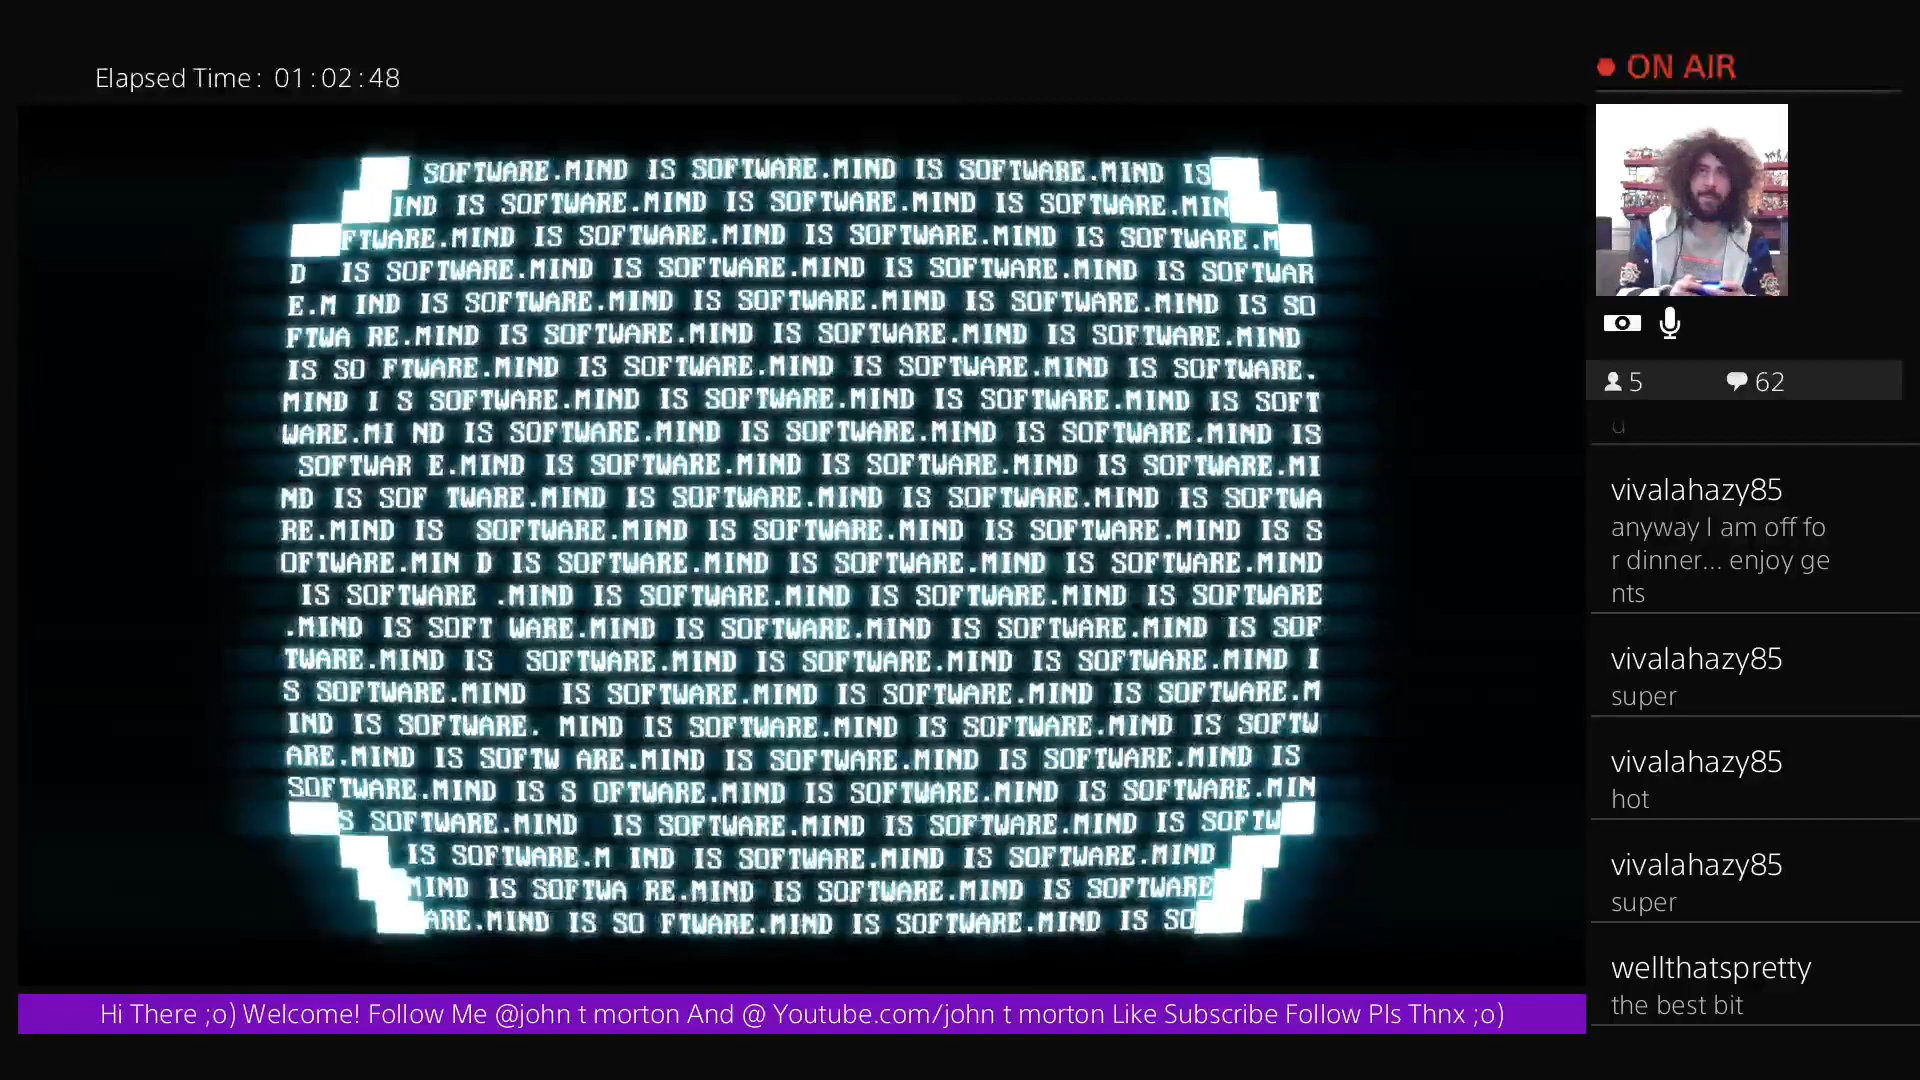 Elapsed Time: 01:02:48
SOFTWARE.MIND IS SOFTWARE.MIND IS SOFTWARE.MIND IS
IND IS SOFTWARE.MIND IS SOFTWARE.MIND IS SOFTWARE.MIN
FTWARE.MIND IS SOFTWARE.MIND IS SOFTWARE.MIND IS SOFTWARE.M
D IS SOFTWARE.MIND IS SOFTWARE.MIND IS SOFTWARE.MIND IS SOFTWAR
E.M IND IS SOFTWARE.MIND IS SOFTWARE.MIND IS SOFTWARE.MIND IS SO
FTWA RE.MIND IS SOFTWARE.MIND IS SOFTWARE.MIND IS SOFTWARE.MIND
IS SO FTWARE.MIND IS SOFTWARE.MIND IS SOFTWARE.MIND IS SOFTWARE.
MIND I S SOFTWARE.MIND IS SOFTWARE.MIND IS SOFTWARE.MIND IS SOFT
WARE.MI ND IS SOFTWARE.MIND IS SOFTWARE.MIND IS SOFTWARE.MIND IS
SOFTWAR E.MIND IS SOFTWARE.MIND IS SOFTWARE.MIND IS SOFTWARE.MI
ND IS SOF TWARE.MIND IS SOFTWARE.MIND IS SOFTWARE.MIND IS SOFTWA
RE.MIND IS SOFTWARE.MIND IS SOFTWARE.MIND IS SOFTWARE.MIND IS S
OFTWARE.MIN D IS SOFTWARE.MIND IS SOFTWARE.MIND IS SOFTWARE.MIND
IS SOFTWARE .MIND IS SOFTWARE.MIND IS SOFTWARE.MIND IS SOFTWARE
.MIND IS SOFT WARE.MIND IS SOFTWARE.MIND IS SOFTWARE.MIND IS SOF
TWARE.MIND IS SOFTWARE.MIND IS SOFTWARE.MIND IS SOFTWARE.MIND I
S SOFTWARE.MIND IS SOFTWARE.MIND IS SOFTWARE.MIND IS SOFTWARE.M
IND IS SOFTWARE. MIND IS SOFTWARE.MIND IS SOFTWARE.MIND IS SOFTW
ARE.MIND IS SOFTW ARE.MIND IS SOFTWARE.MIND IS SOFTWARE.MIND IS
SOFTWARE.MIND IS S OFTWARE.MIND IS SOFTWARE.MIND IS SOFTWARE.MIN
S SOFTWARE.MIND IS SOFTWARE.MIND IS SOFTWARE.MIND IS SOFTW
IS SOFTWARE.M IND IS SOFTWARE.MIND IS SOFTWARE.MIND
MIND IS SOFTWA RE.MIND IS SOFTWARE.MIND IS SOFTWARE
ARE.MIND IS SO FTWARE.MIND IS SOFTWARE.MIND IS SO
Hi There ;o) Welcome! Follow Me @john t morton And @ Youtube.com/john t morton Like Subscribe Follow Pls Thnx ;o)
ON AIR
5 62
vivalahazy85
anyway I am off fo
r dinner... enjoy ge
nts
vivalahazy85
super
vivalahazy85
hot
vivalahazy85
super
wellthatspretty
the best bit